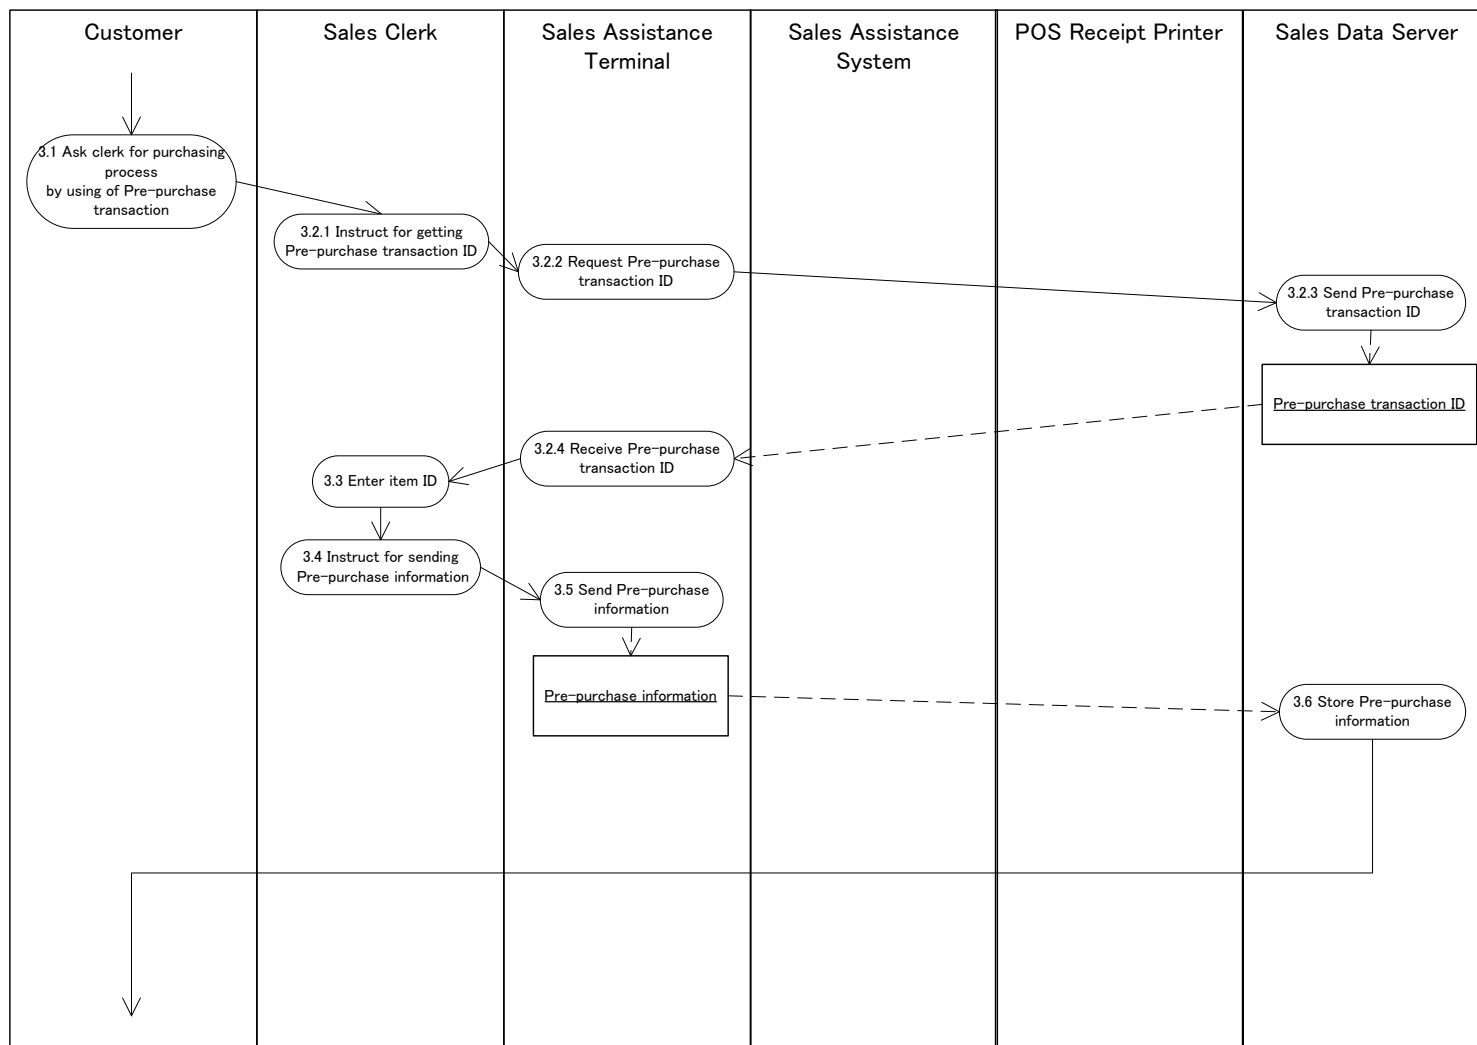 Customer
Sales Clerk
Sales Assistance
Terminal
Sales Assistance
System
POS Receipt Printer
Sales Data Server
3.1 Ask clerk for purchasing
process
by using of Pre-purchase
transaction
3.2.1 Instruct for getting
Pre-purchase transaction ID
3.2.2 Request Pre-purchase
transaction ID
3.2.3 Send Pre-purchase
transaction ID
Pre-purchase transaction ID
3.2.4 Receive Pre-purchase
transaction ID
3.3 Enter item ID
3.4 Instruct for sending
Pre-purchase information
3.5 Send Pre-purchase
information
Pre-purchase information
3.6 Store Pre-purchase
information